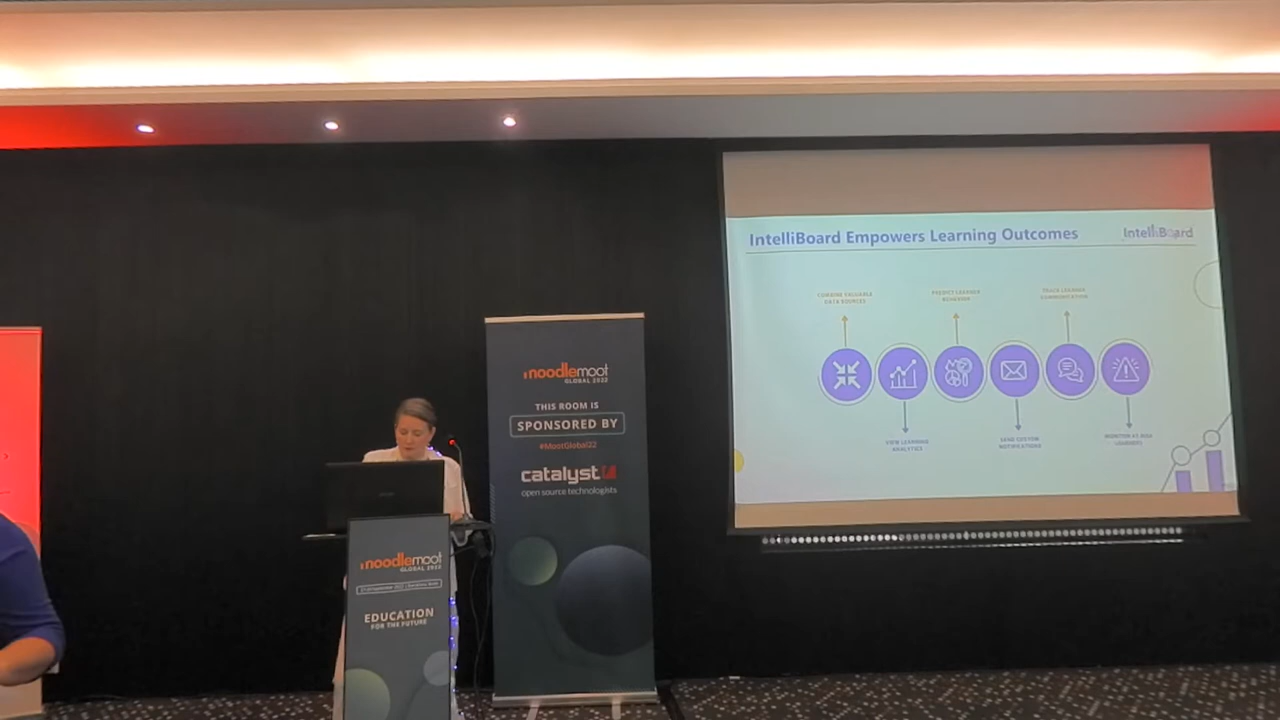 IntelliBoard Empowers Learning Outcomes
IntelliBoard
COMBINE VALUABLE
DATA SOURCES
PREDICT LEARNER
BEHAVIOR
TRACK LEARNER
COMMUNICATION
VIEW LEARNING
ANALYTICS
SEND CUSTOM
NOTIFICATIONS
MONITOR AT-RISK
LEARNERS
moodlemoot
GLOBAL 2022
THIS ROOM IS
SPONSORED BY
#MootGlobal22
catalyst
open source technologists
moodlemoot
GLOBAL 2022
EDUCATION
FOR THE FUTURE